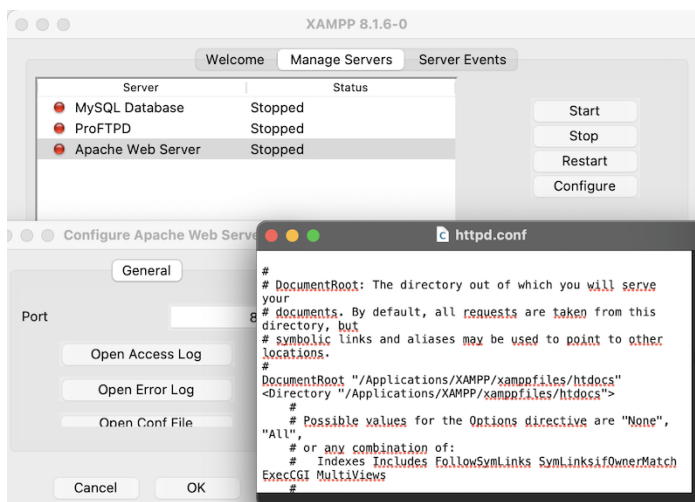 XAMPP 8.1.6-0
Welcome Manage Servers Server Events
Server Status
MySQL Database Stopped
ProFTPD Stopped
Apache Web Server Stopped
Start
Stop
Restart
Configure
Configure Apache Web Serve
General
Port 8
Open Access Log
Open Error Log
Open Conf File
Cancel OK
httpd.conf
#
# DocumentRoot: The directory out of which you will serve
your
# documents. By default, all requests are taken from this
directory, but
# symbolic links and aliases may be used to point to other
locations.
#
DocumentRoot "/Applications/XAMPP/xamppfiles/htdocs"
<Directory "/Applications/XAMPP/xamppfiles/htdocs">
#
# Possible values for the Options directive are "None",
"All",
# or any combination of:
# Indexes Includes FollowSymLinks SymLinksifOwnerMatch
ExecCGI MultiViews
#